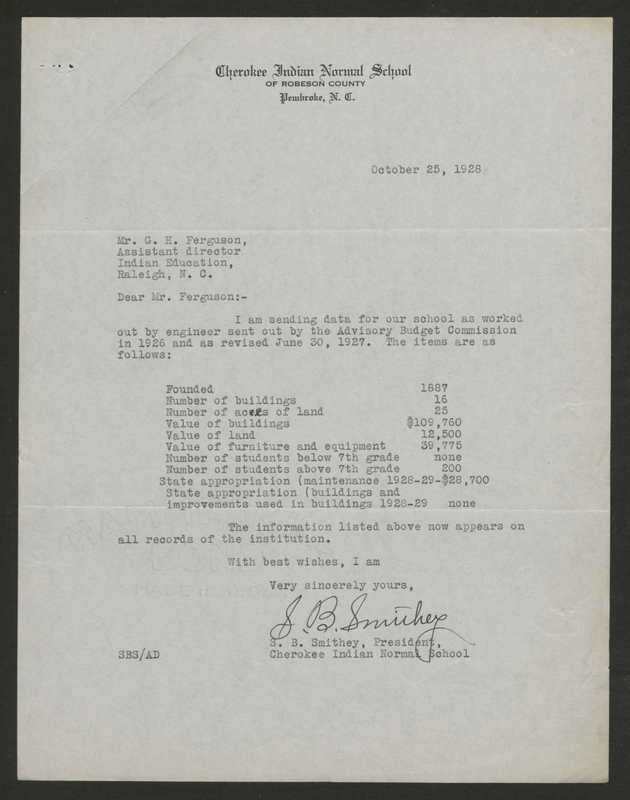 Cherokee Indian Normal School
OF ROBESON COUNTY
Pembroke, N. C.
October 25, 1928
Mr. G. H. Ferguson,
Assistant director
Indian Education,
Raleigh, N. C.
Dear Mr. Ferguson:-
I am sending data for our school as worked
out by engineer sent out by the Advisory Budget Commission
in 1926 and as revised June 30, 1927. The items are as
follows:
Founded 1887
Number of buildings 16
Number of acres of land 25
Value of buildings $109,760
Value of land 12,500
Value of furniture and equipment 39,775
Number of students below 7th grade none
Number of students above 7th grade 200
State appropriation (maintenance 1928-29-$28,700
State appropriation (buildings and
improvements used in buildings 1928-29 none
The information listed above now appears on
all records of the institution.
With best wishes, I am
Very sincerely yours,
S. B. Smithey
S. B. Smithey, President,
SBS/AD Cherokee Indian Normal School